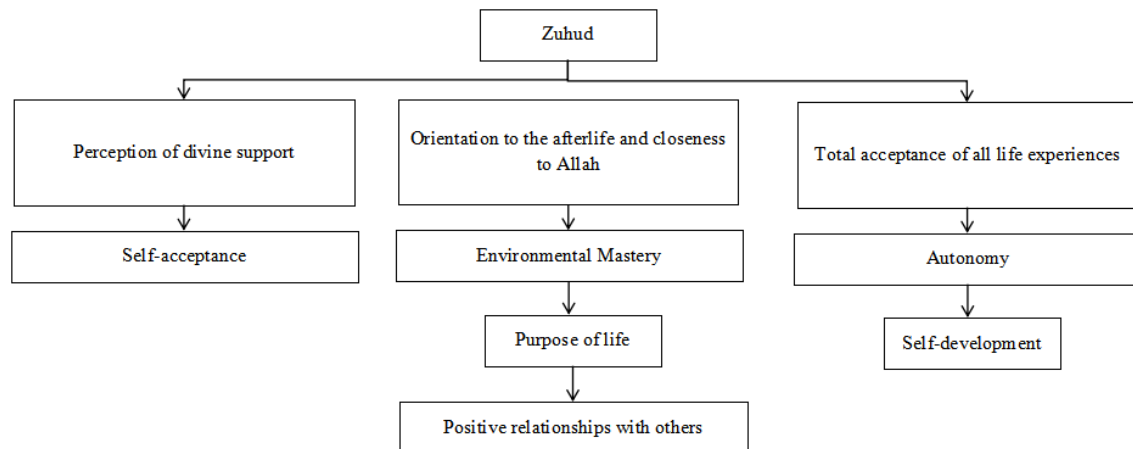 Zuhud
Perception of divine support
Orientation to the afterlife and closeness
to Allah
Total acceptance of all life experiences
Self-acceptance
Environmental Mastery
Autonomy
Purpose of life
Self-development
Positive relationships with others